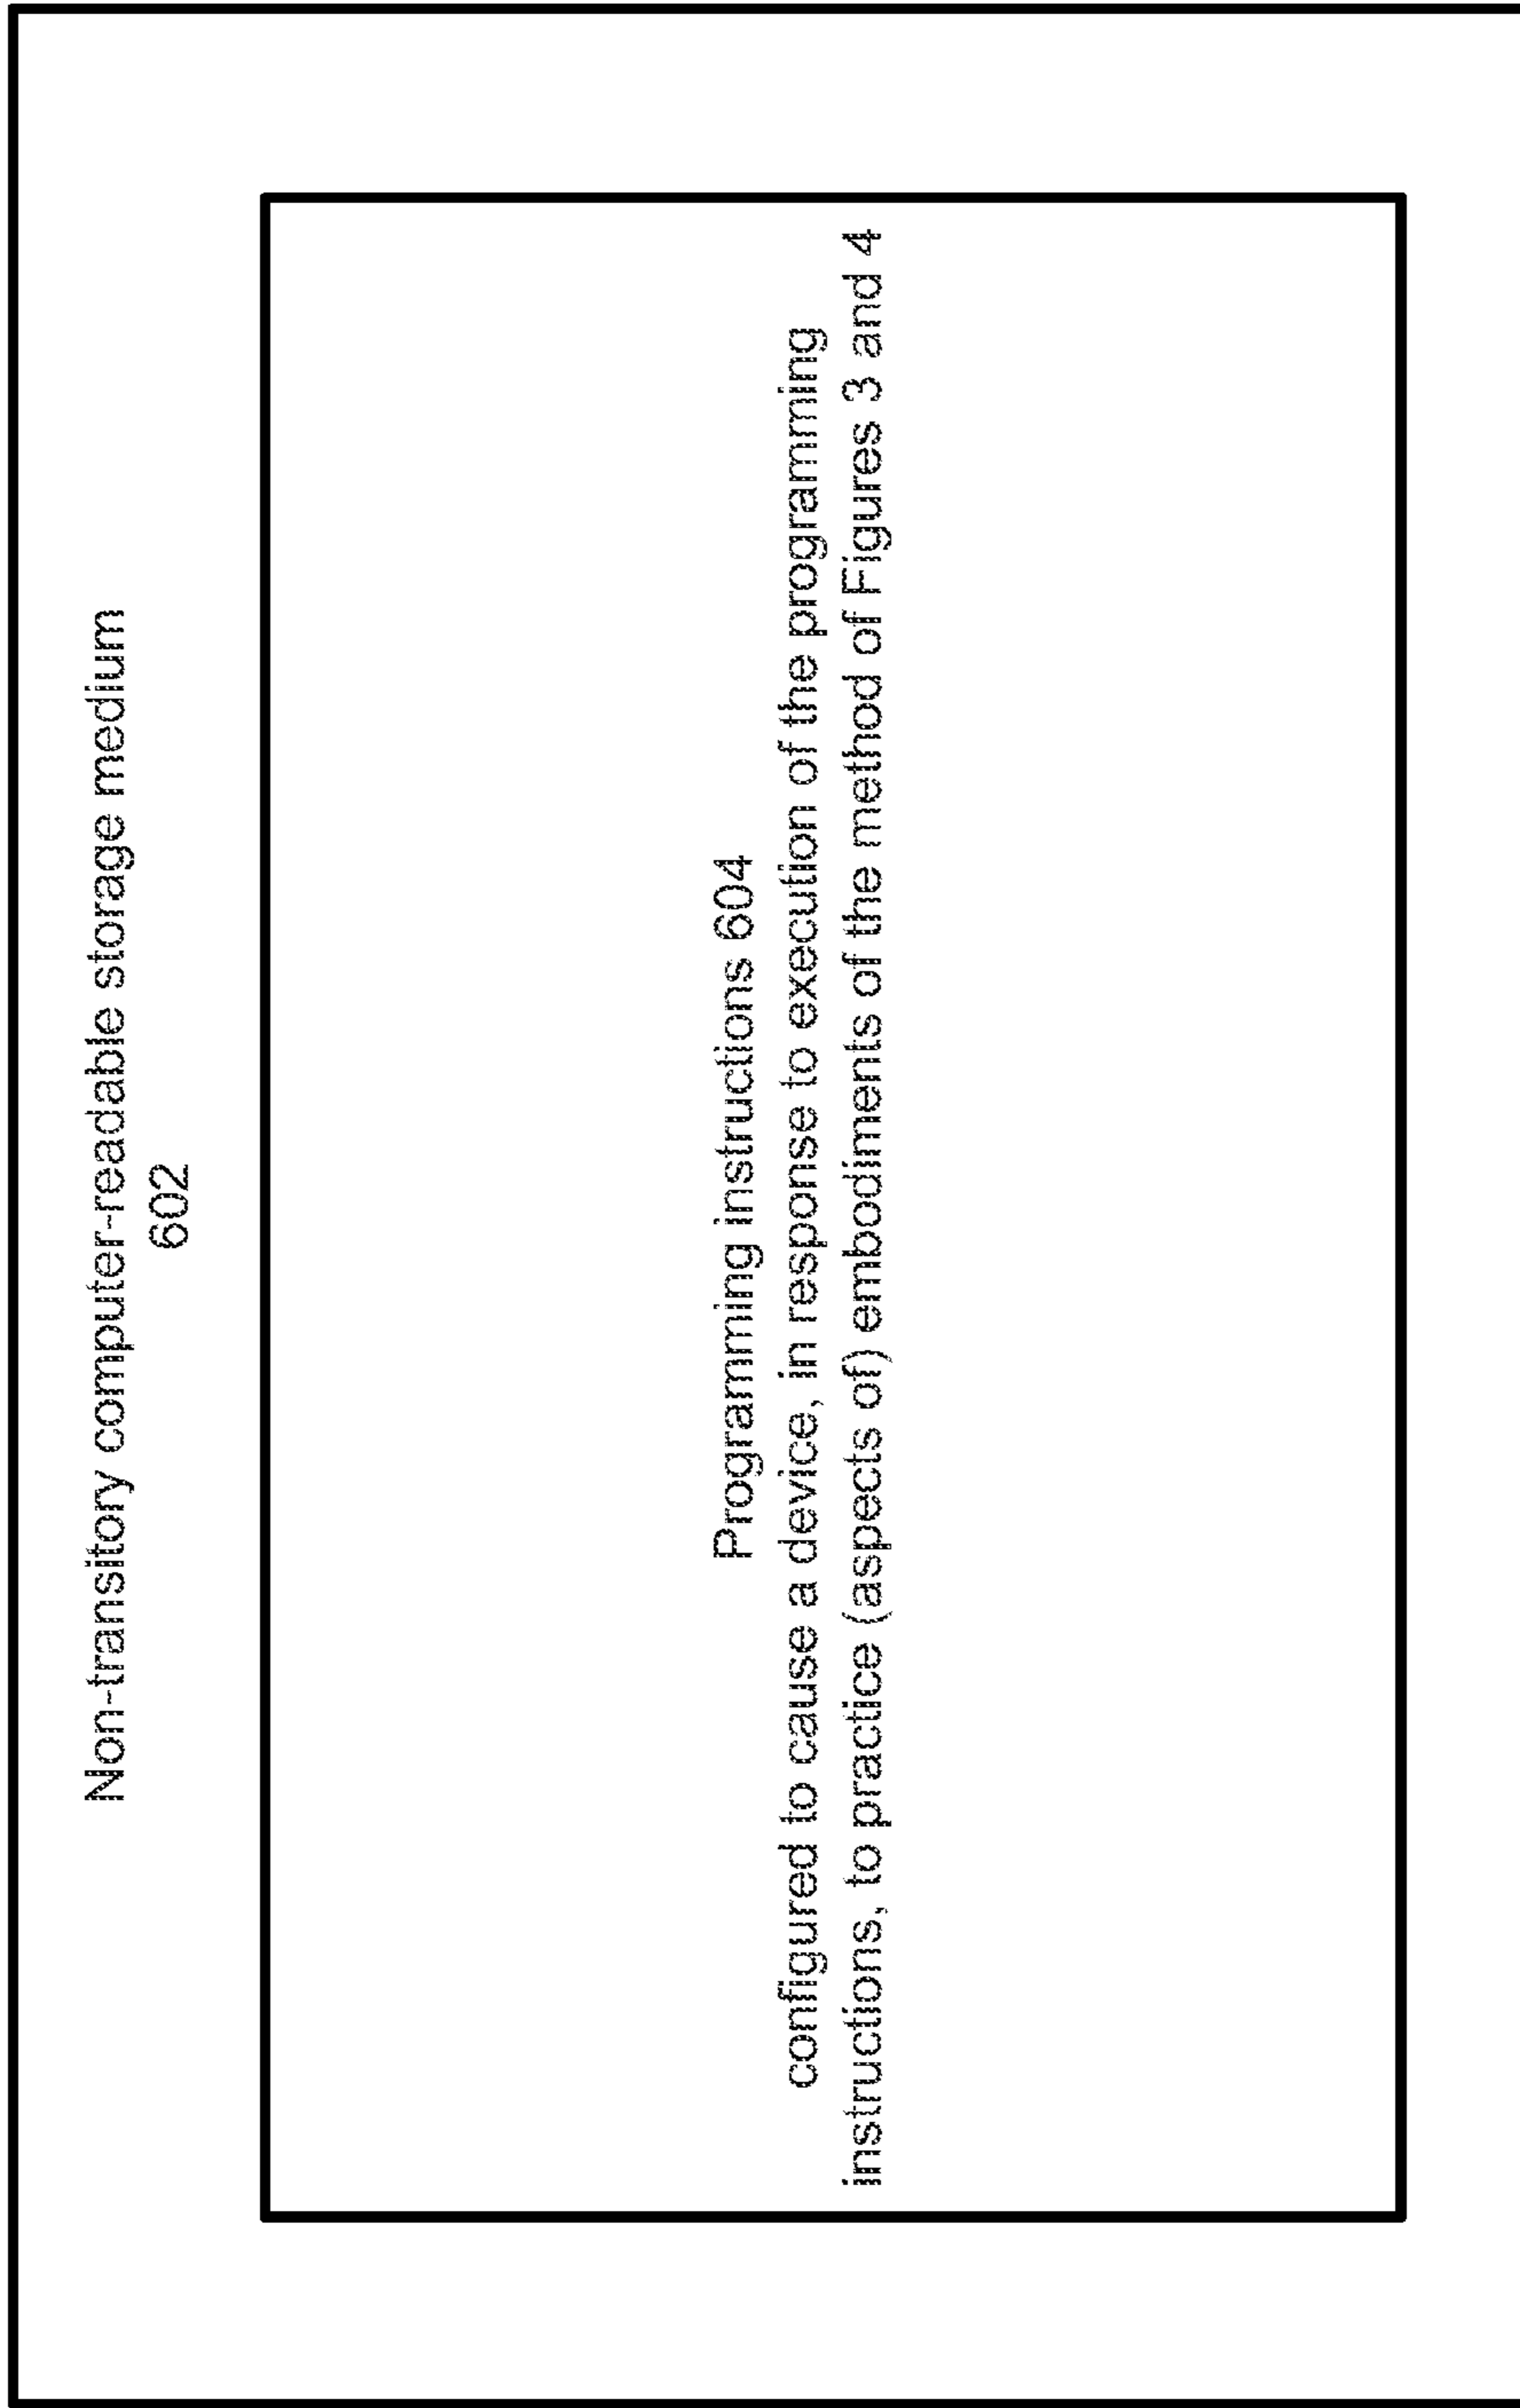 Non-transitory computer-readable storage medium
602
Programming instructions 604
configured to cause a device, in response to execution of the programming
instructions, to practice (aspects of) embodiments of the method of Figures 3 and 4